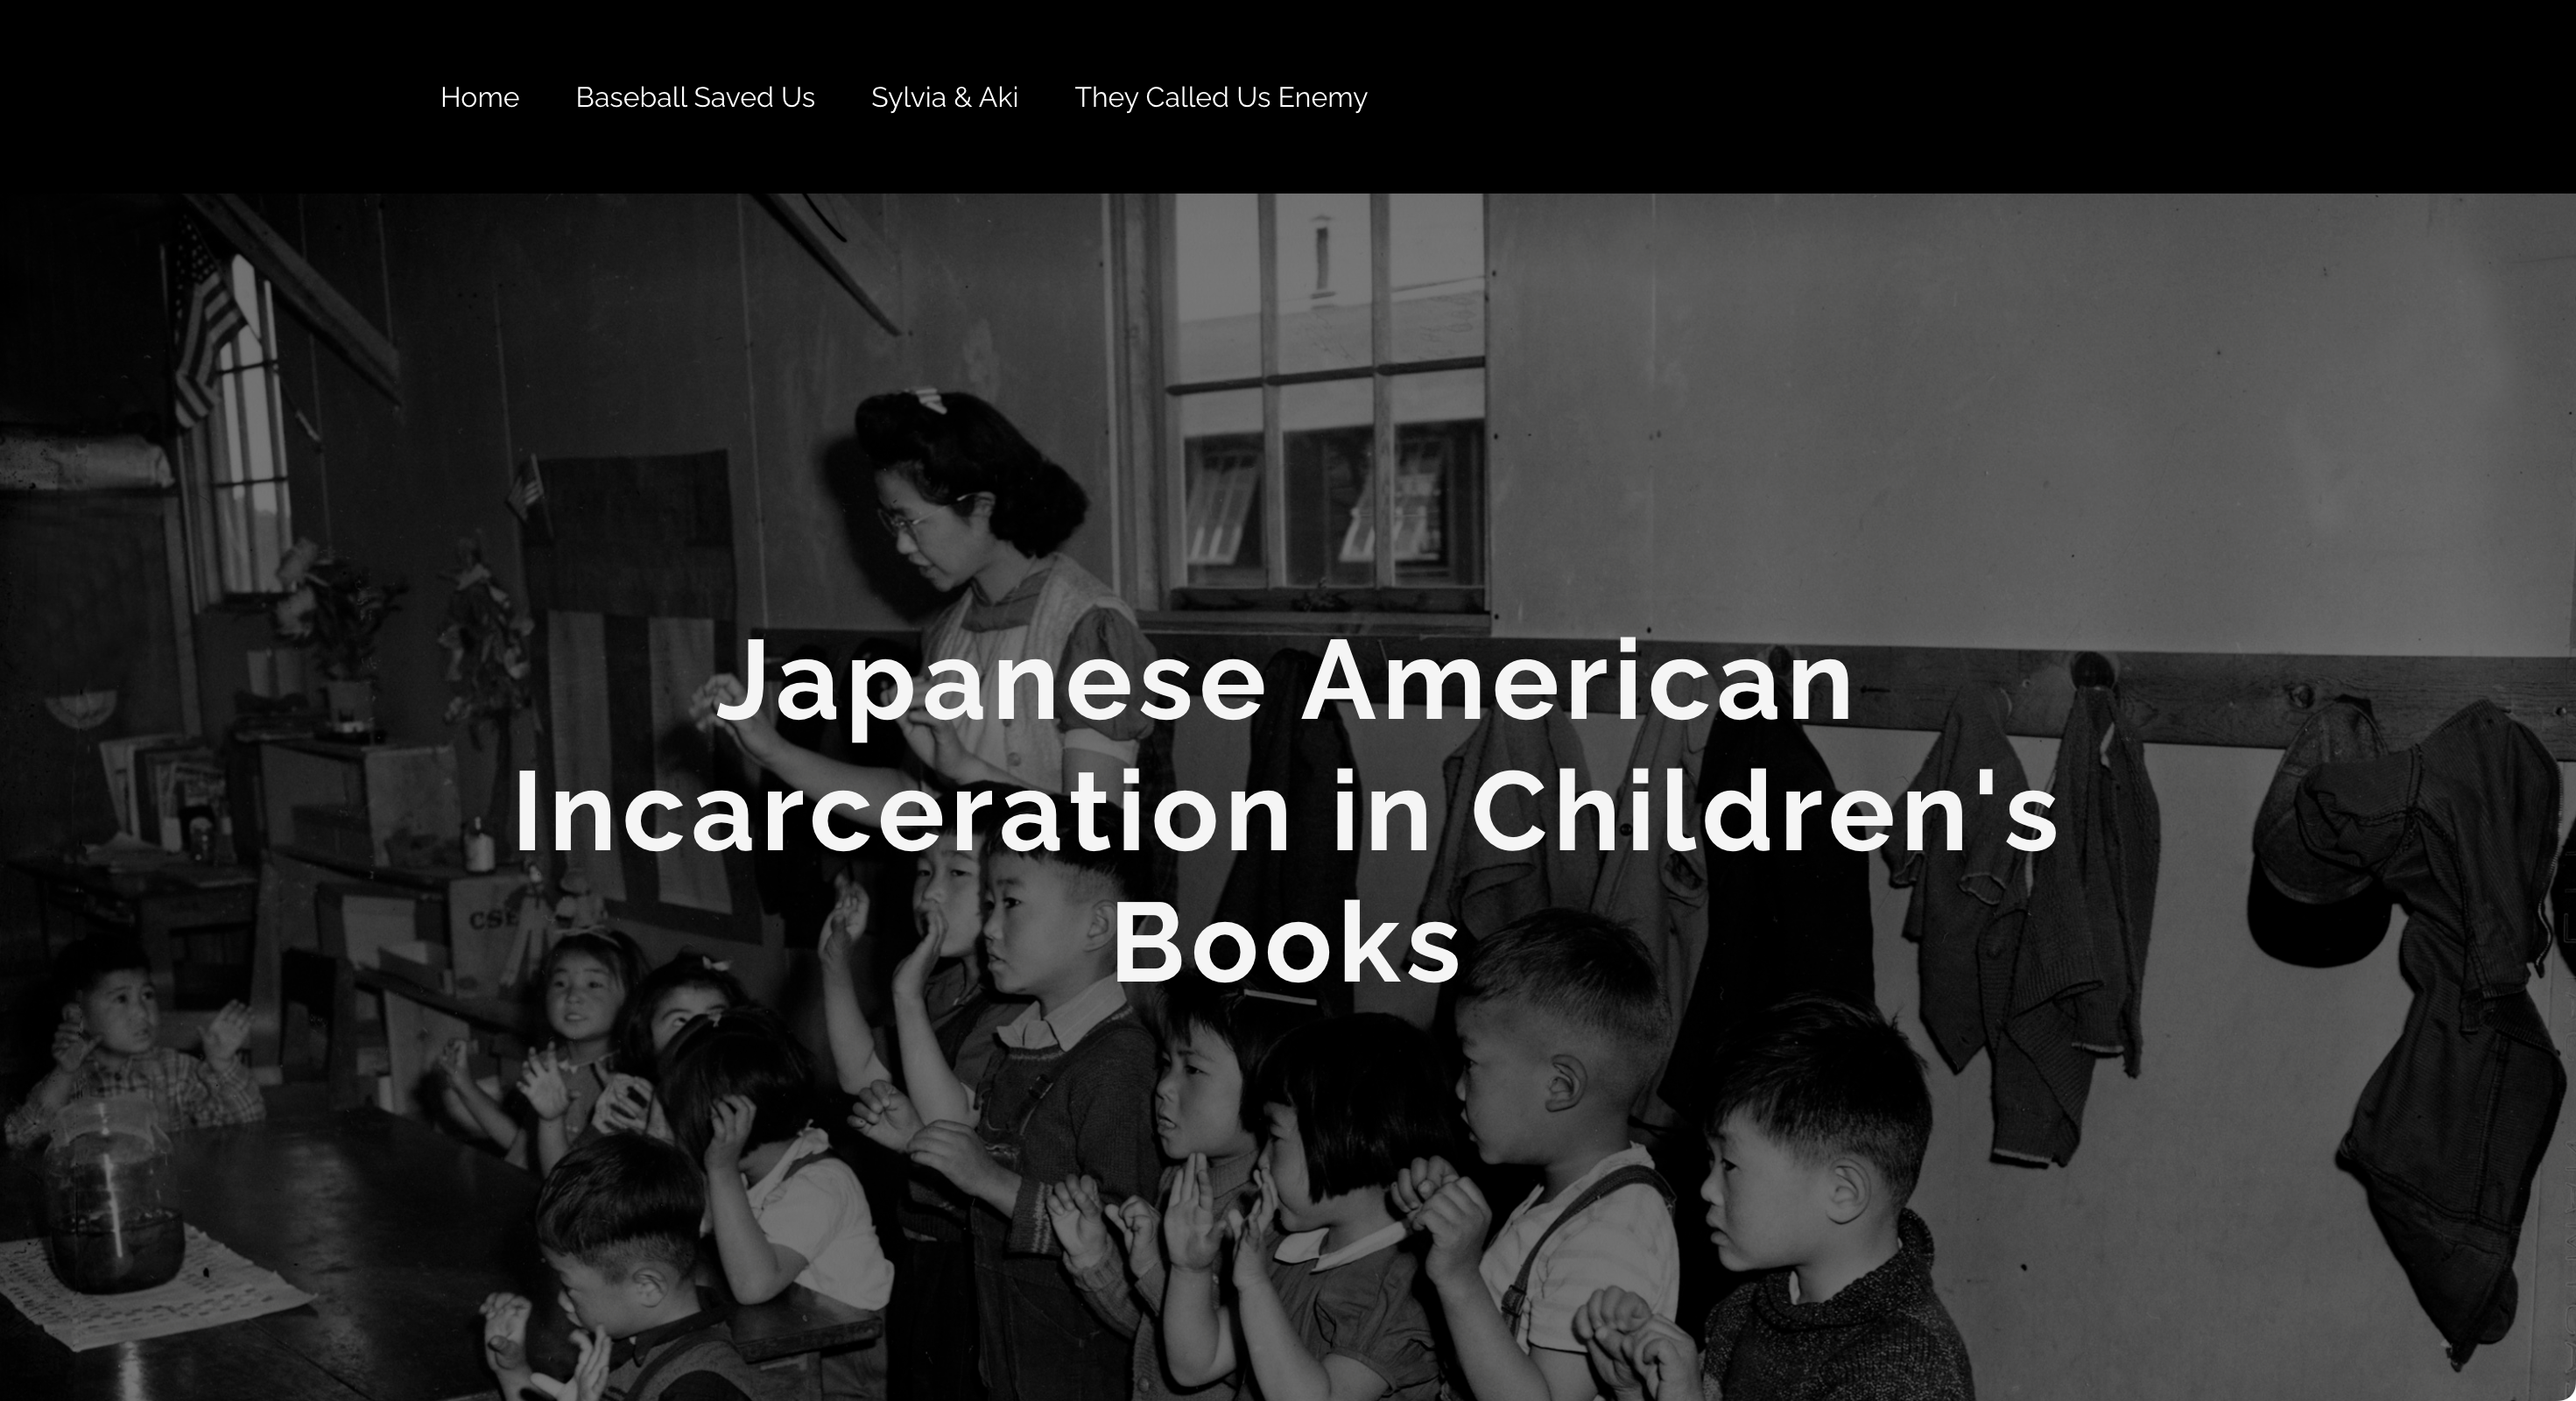 Home Baseball Saved Us Sylvia & Aki They Called Us Enemy
Japanese American
Incarceration in Children's
Books